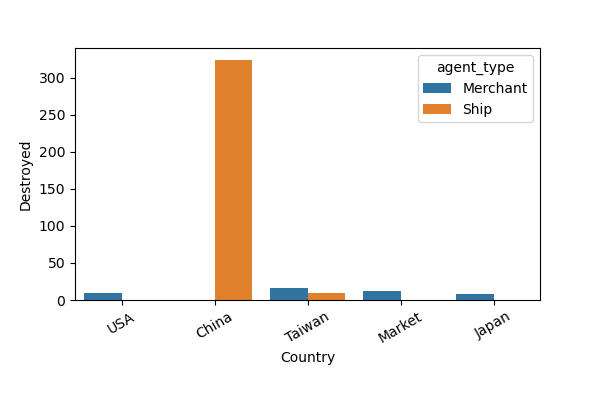 agent_type
Merchant
Ship
Destroyed
300
250
200
150
100
50
0
USA
China
Taiwan
Market
Japan
Country